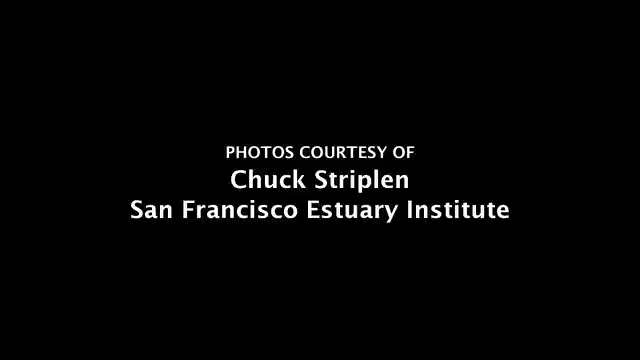 PHOTOS COURTESY OF
Chuck Striplen
San Francisco Estuary Institute